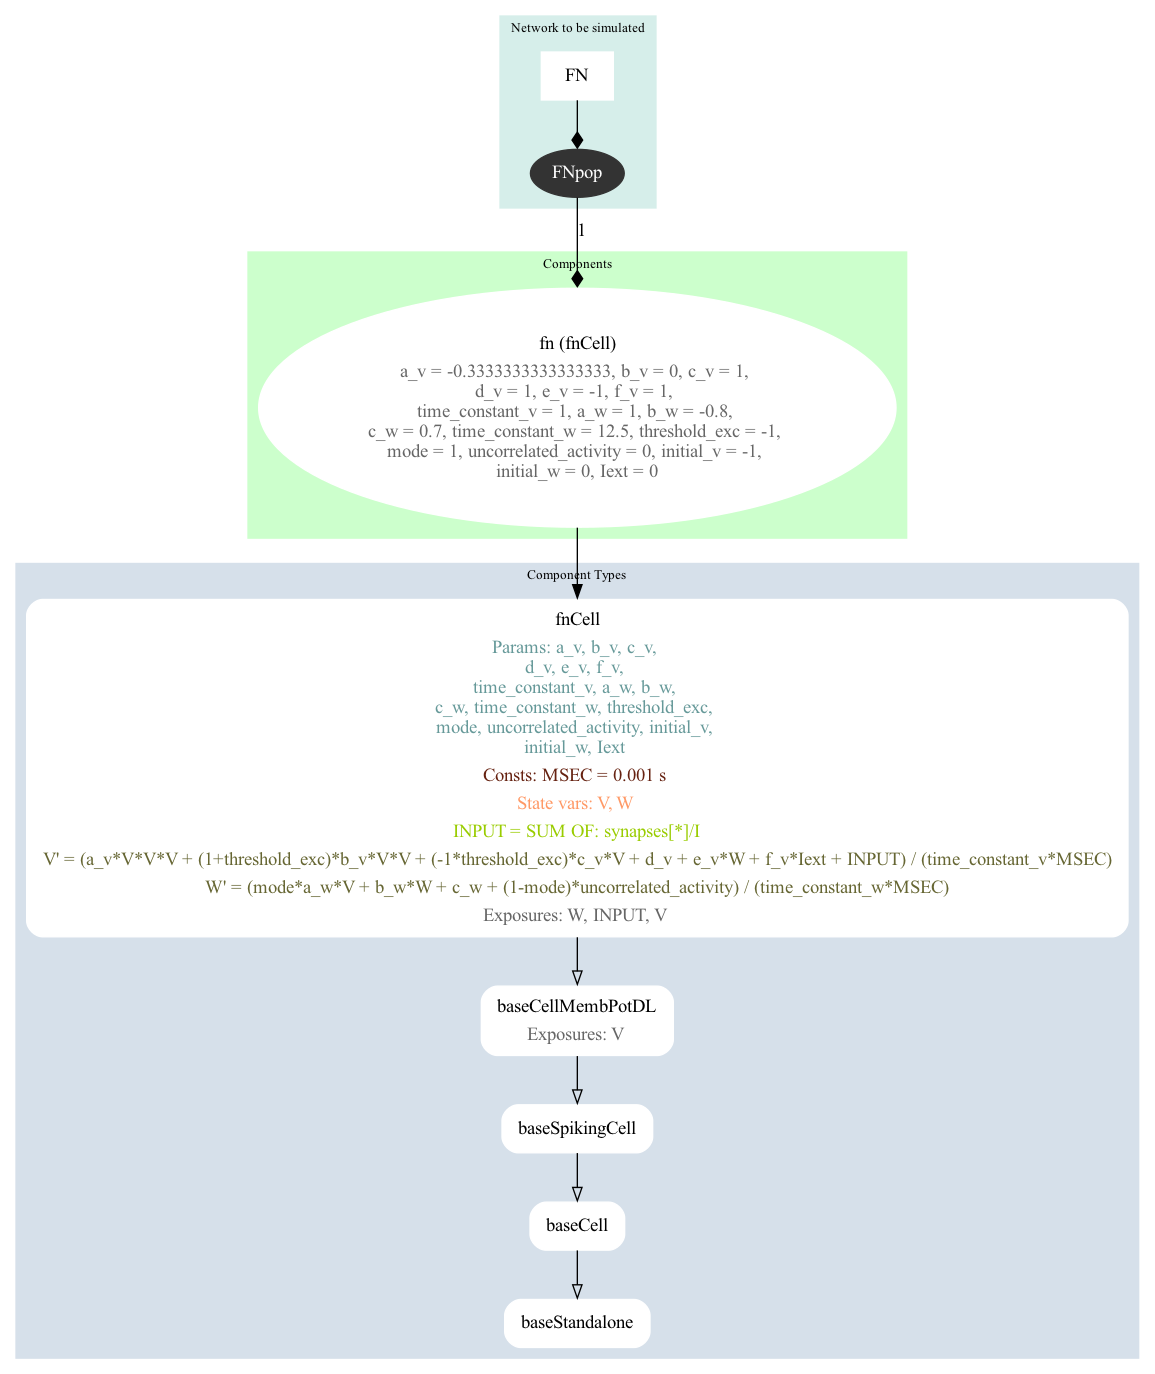 Network to be simulated
FN
FNpop
1
Components
fn (fnCell)
a_v = -0.3333333333333333, b_v = 0, c_v = 1,
d_v = 1, e_v = -1, f_v = 1,
time_constant_v = 1, a_w = 1, b_w = -0.8,
c_w = 0.7, time_constant_w = 12.5, threshold_exc = -1,
mode = 1, uncorrelated_activity = 0, initial_v = -1,
initial_w = 0, Iext = 0
Component Types
fnCell
Params: a_v, b_v, c_v,
d_v, e_v, f_v,
time_constant_v, a_w, b_w,
c_w, time_constant_w, threshold_exc,
mode, uncorrelated_activity, initial_v,
initial_w, Iext
Consts: MSEC = 0.001 s
State vars: V, W
INPUT = SUM OF: synapses[*]/I
V' = (a_v*V*V*V + (1+threshold_exc)*b_v*V*V + (-1*threshold_exc)*c_v*V + d_v + e_v*W + f_v*Iext + INPUT) / (time_constant_v*MSEC)
W' = (mode*a_w*V + b_w*W + c_w + (1-mode)*uncorrelated_activity) / (time_constant_w*MSEC)
Exposures: W, INPUT, V
baseCellMembPotDL
Exposures: V
baseSpikingCell
baseCell
baseStandalone